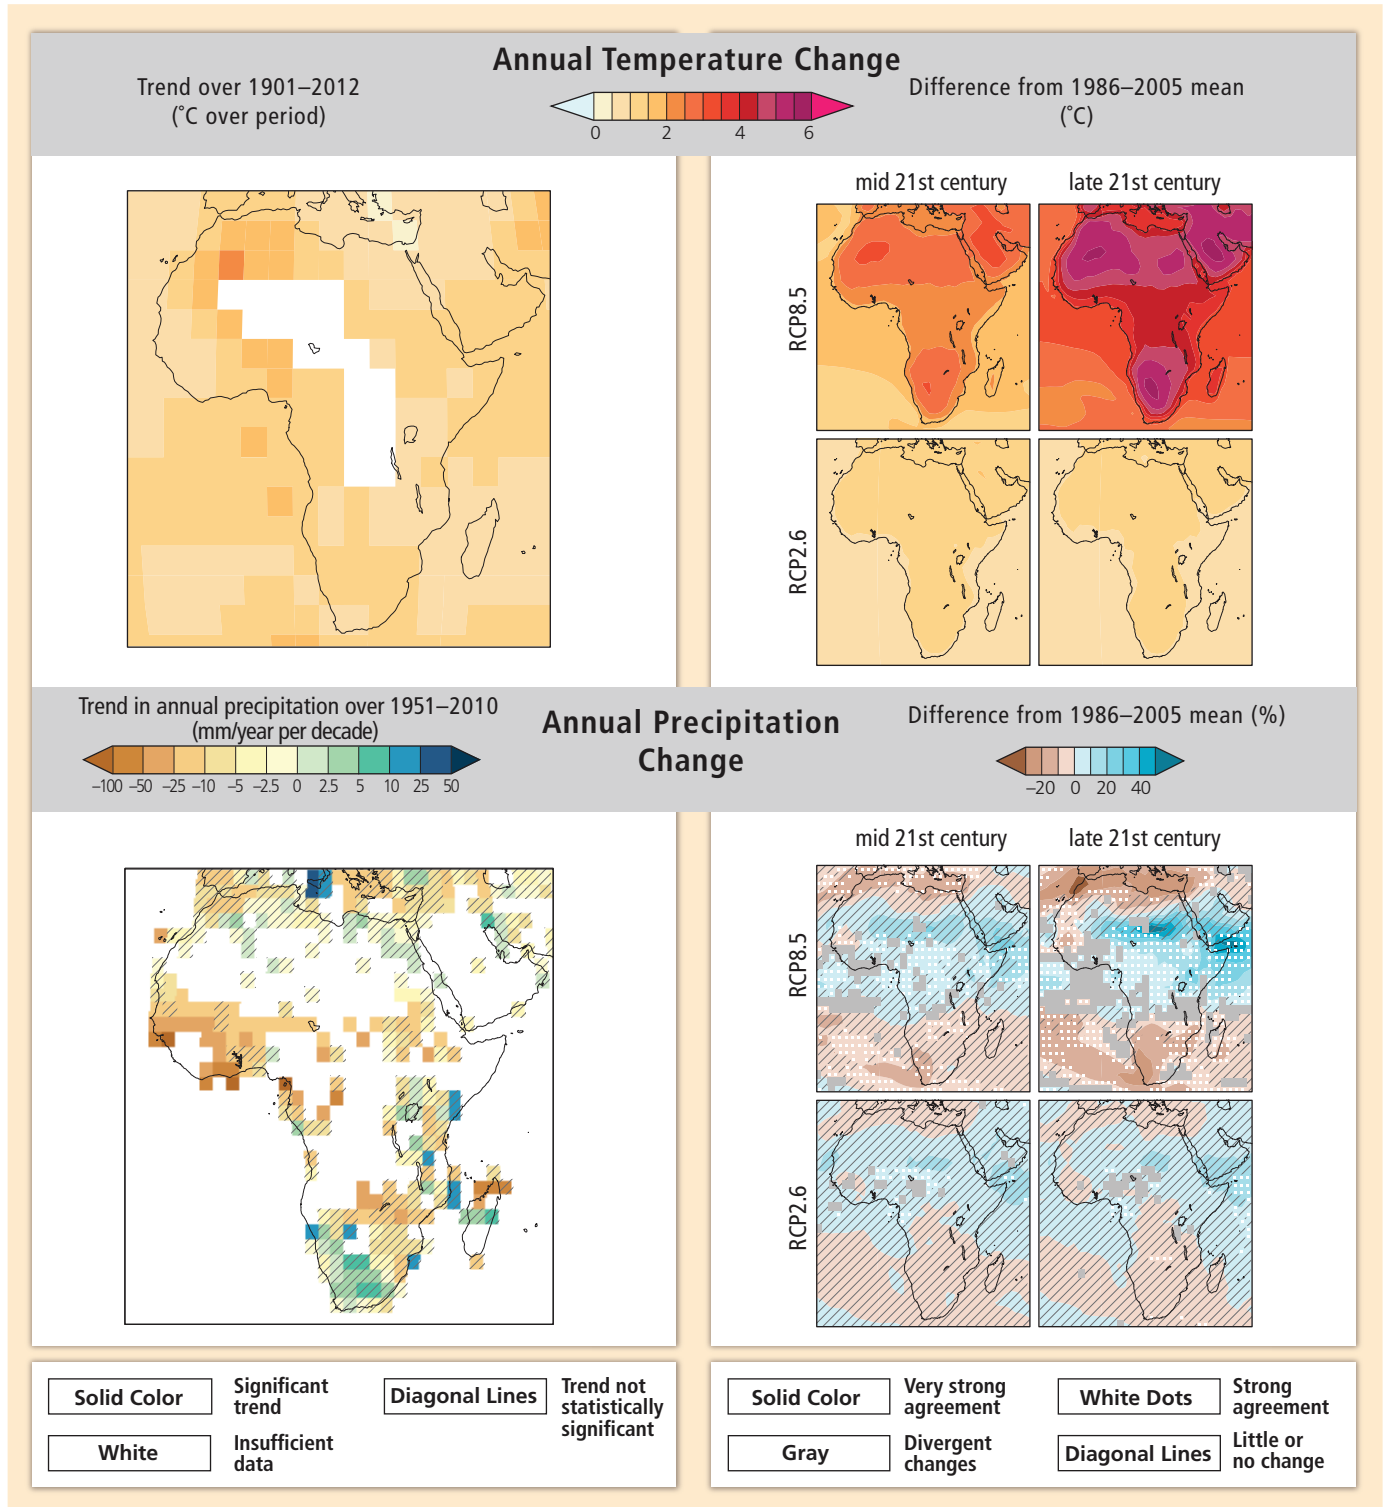 Annual Temperature Change
Trend over 1901–2012
(˚C over period)
0 2 4 6
Difference from 1986–2005 mean
(˚C)
mid 21st century
late 21st century
RCP8.5
RCP2.6
Trend in annual precipitation over 1951–2010
(mm/year per decade)
–100 –50 –25 –10 –5 –2.5 0 2.5 5 10 25 50
Annual Precipitation
Change
Difference from 1986–2005 mean (%)
–20 0 20 40
mid 21st century
late 21st century
RCP8.5
RCP2.6
Solid Color
Significant
trend
Diagonal Lines
Trend not
statistically
significant
White
Insufficient
data
Solid Color
Very strong
agreement
White Dots
Strong
agreement
Gray
Divergent
changes
Diagonal Lines
Little or
no change